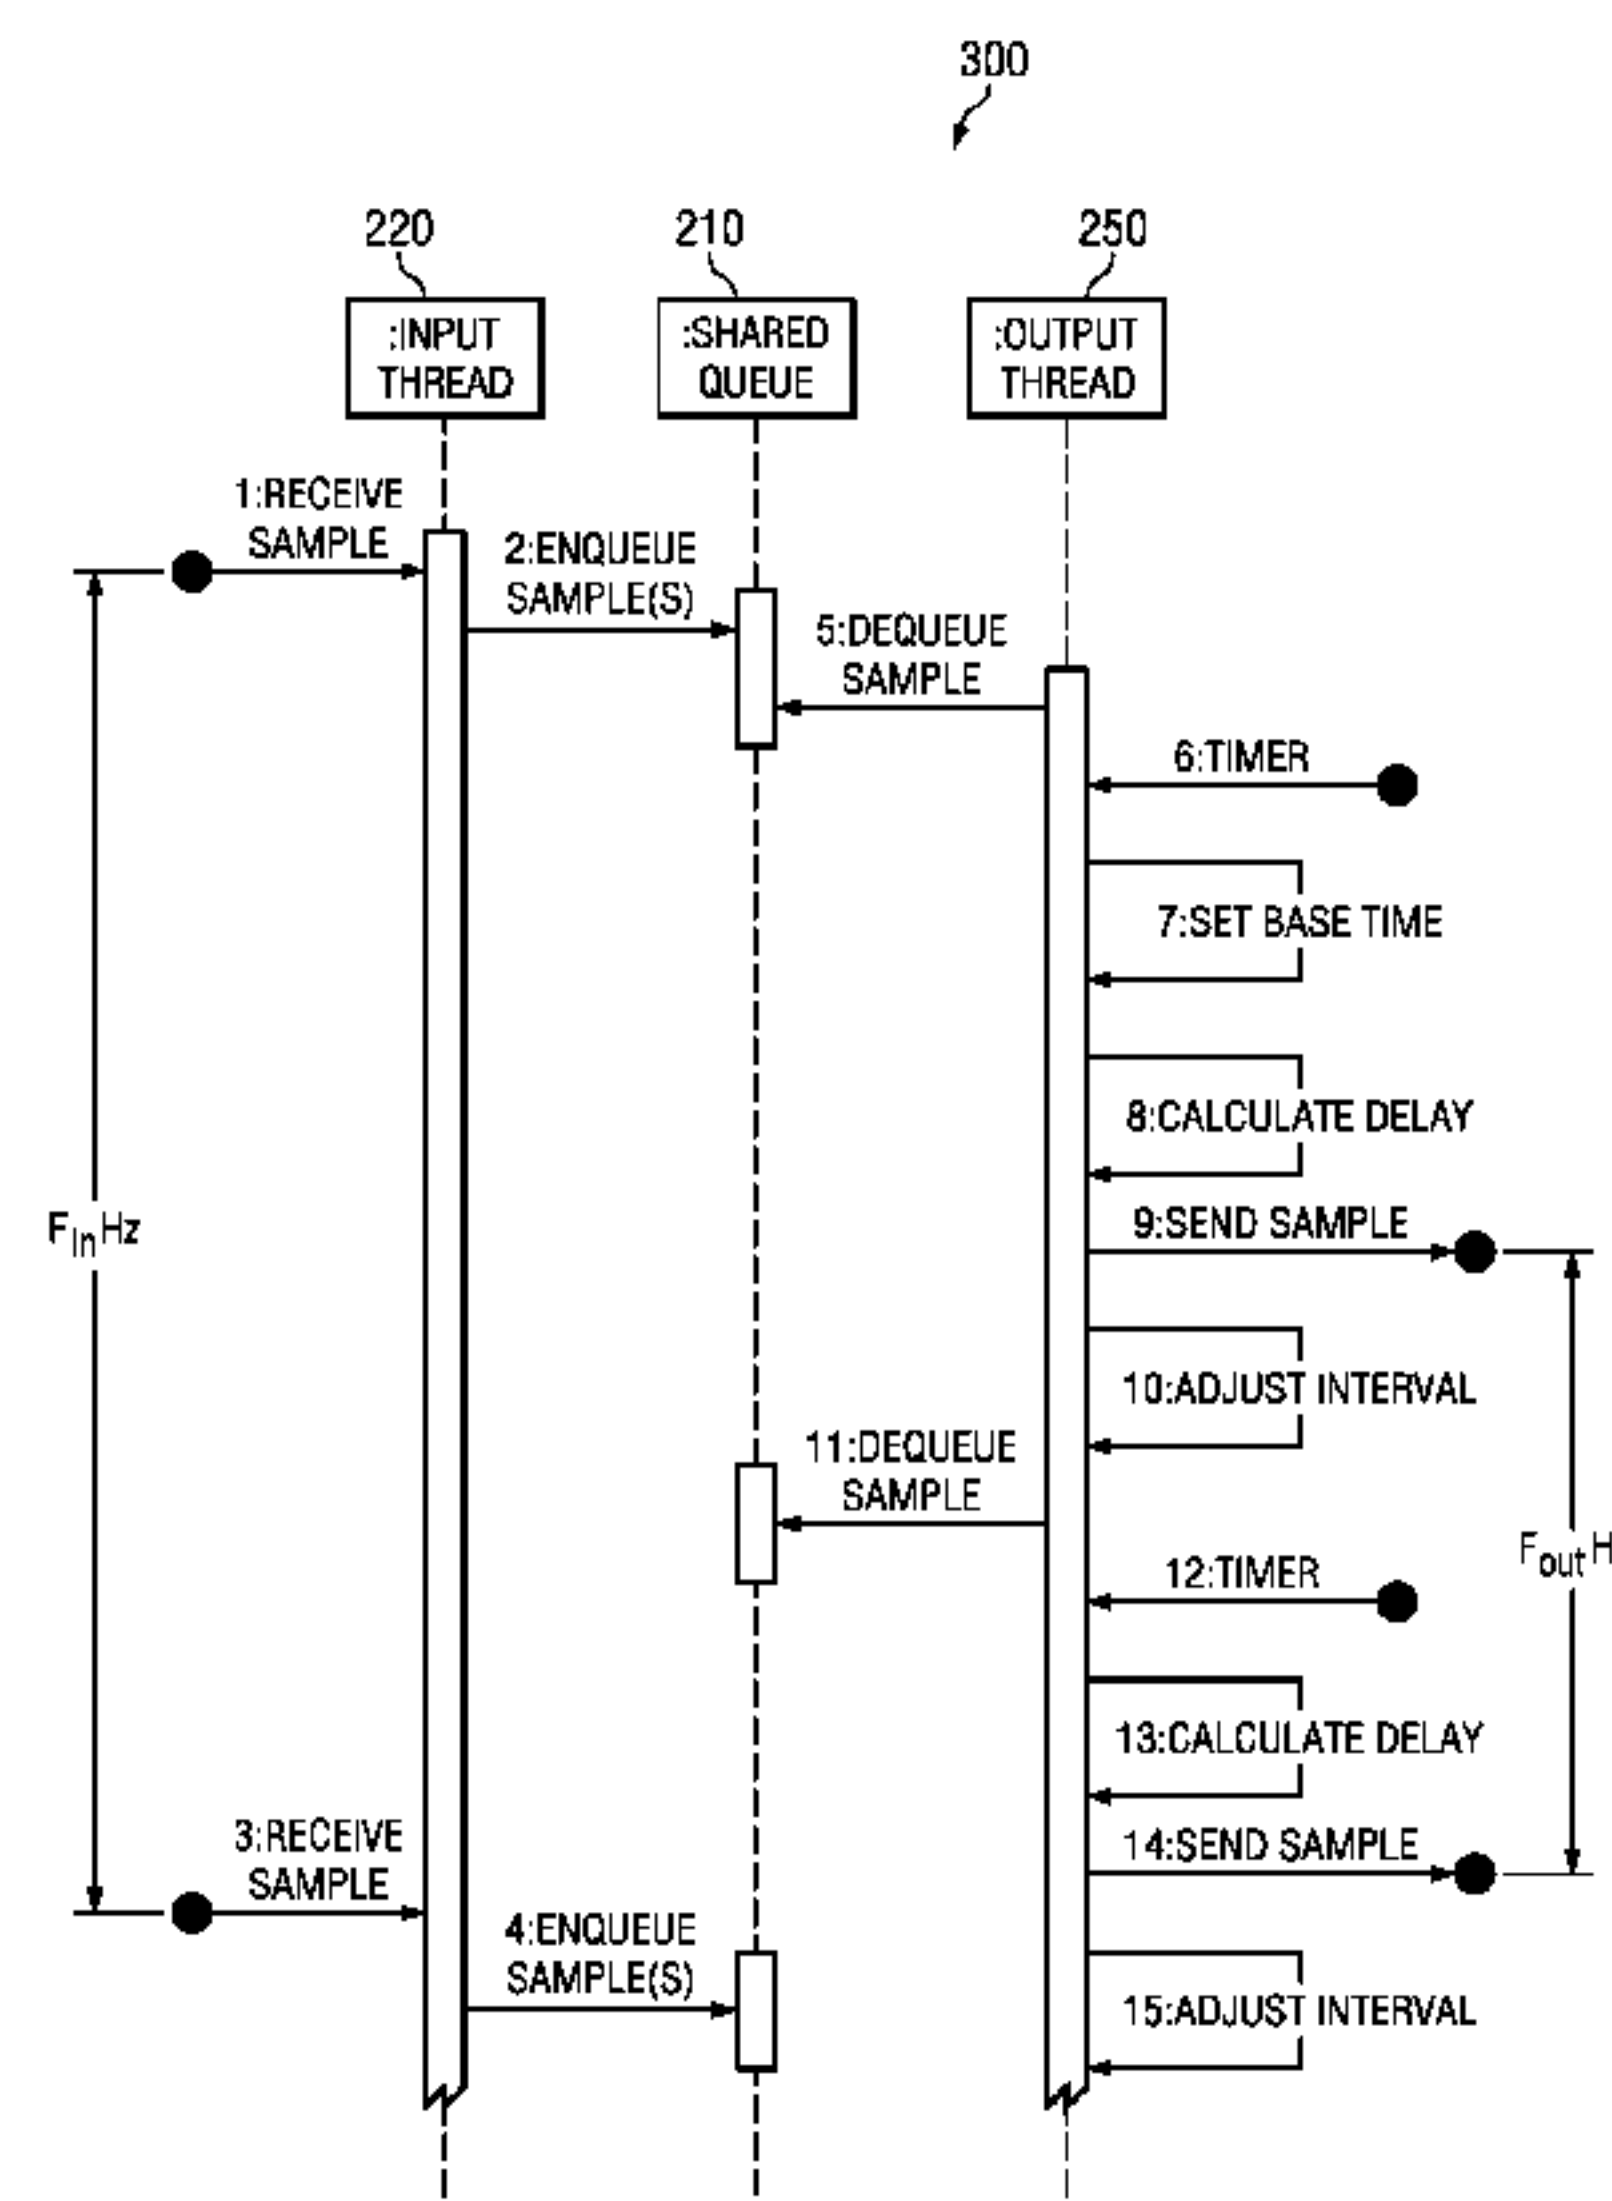 300
220
210
250
:INPUT
THREAD
:SHARED
QUEUE
:OUTPUT
THREAD
1:RECEIVE
SAMPLE
2:ENQUEUE
SAMPLE(S)
5:DEQUEUE
SAMPLE
6:TIMER
7:SET BASE TIME
8:CALCULATE DELAY
FInHz
9:SEND SAMPLE
10:ADJUST INTERVAL
11:DEQUEUE
SAMPLE
FoutH
12:TIMER
13:CALCULATE DELAY
3:RECEIVE
SAMPLE
14:SEND SAMPLE
4:ENQUEUE
SAMPLE(S)
15:ADJUST INTERVAL